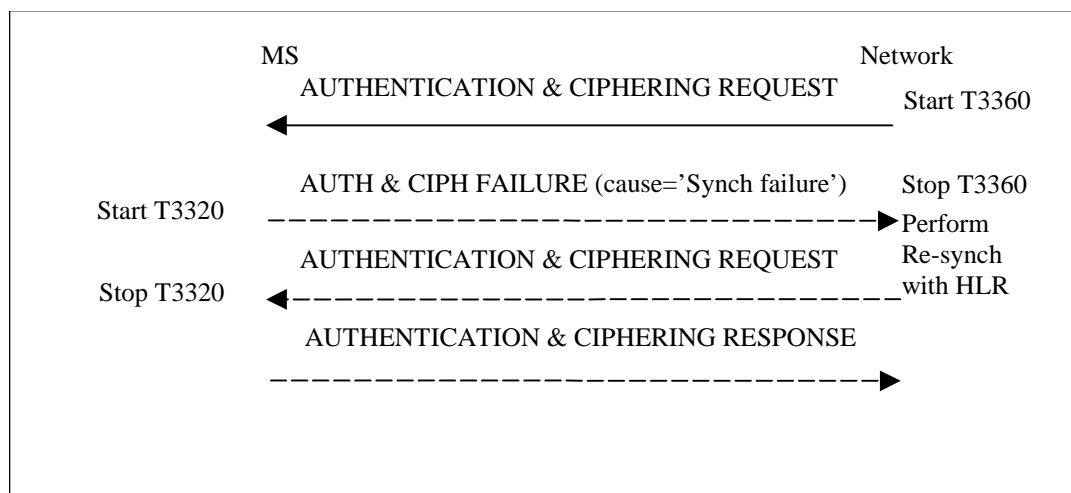 MS
Network
AUTHENTICATION & CIPHERING REQUEST
Start T3360
AUTH & CIPH FAILURE (cause=’Synch failure’)
Stop T3360
Start T3320
Perform
Re-synch
with HLR
AUTHENTICATION & CIPHERING REQUEST
Stop T3320
AUTHENTICATION & CIPHERING RESPONSE